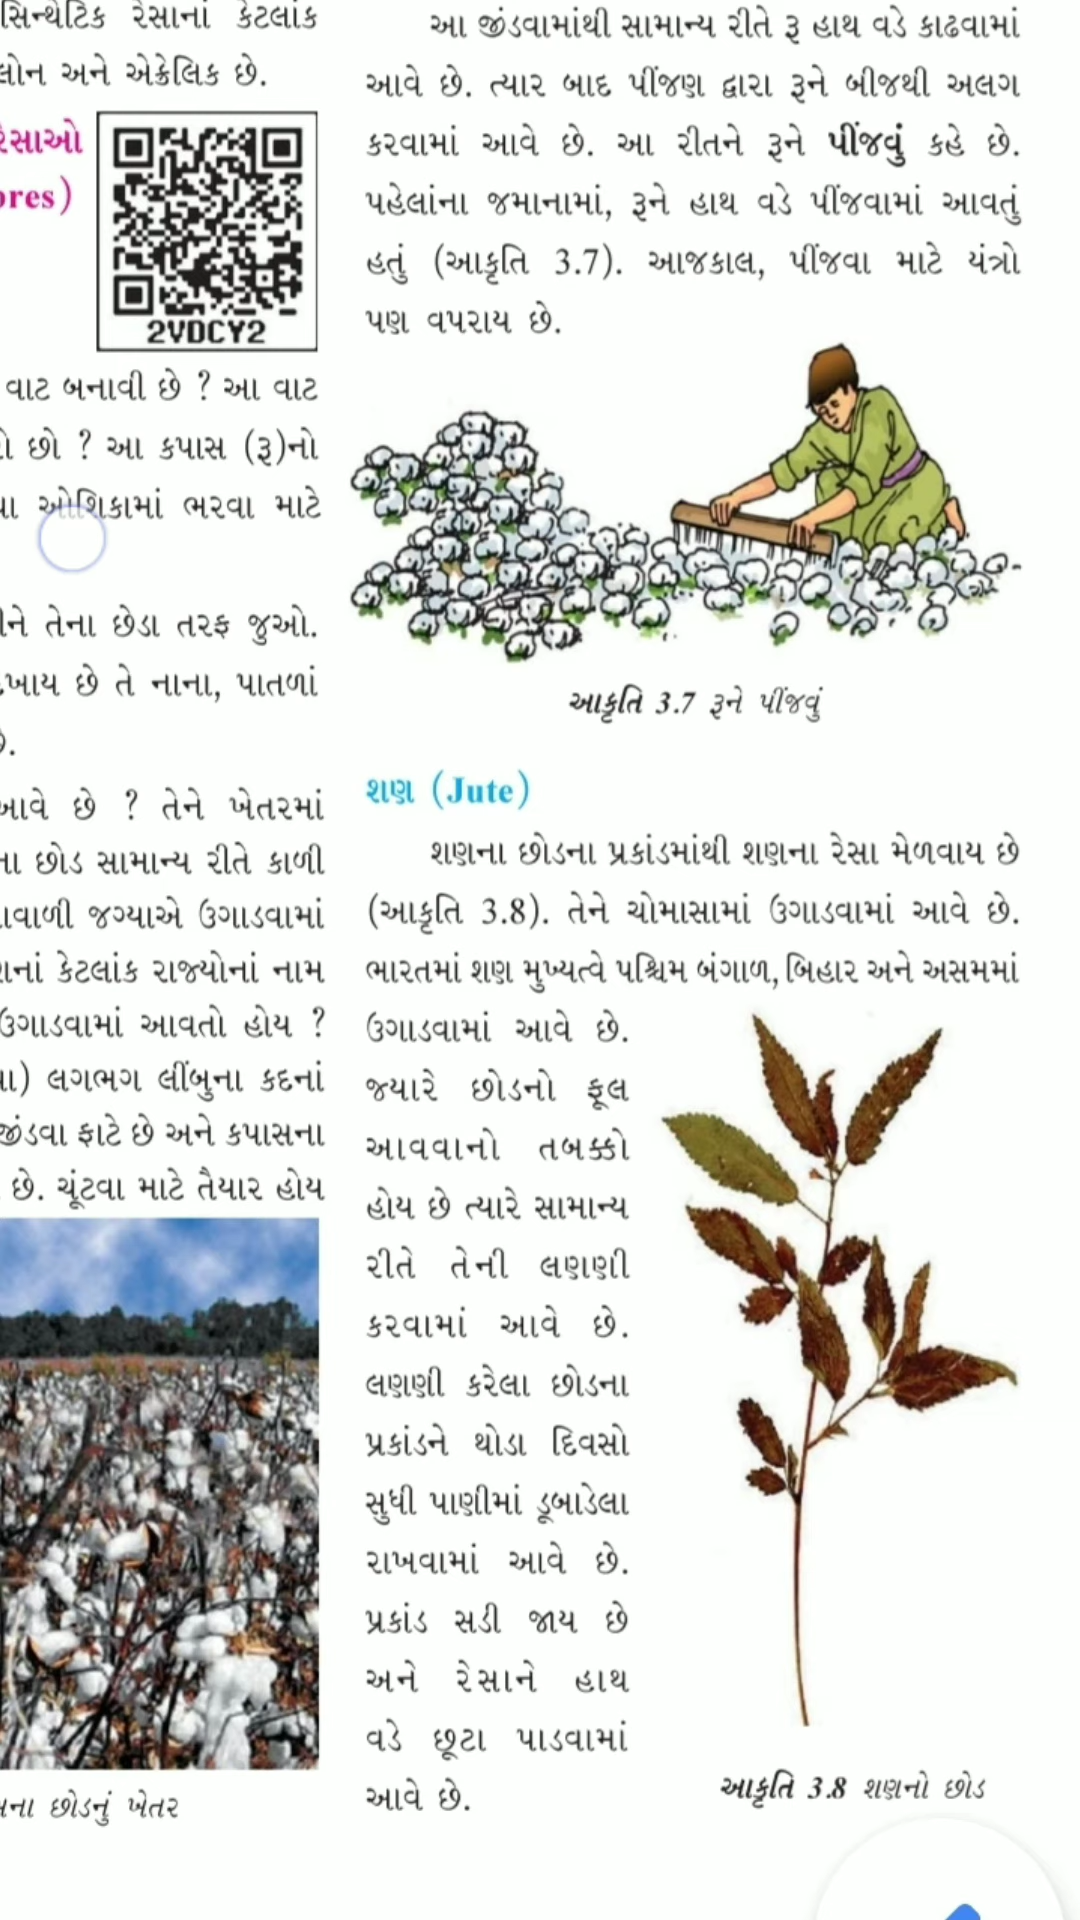 સિન્થેટિક રેસાનાં કેટલાંક
અને એક્રેલિક છે.
2VDCY2
વાટ બનાવી છે ? આ વાટ
છો ? આ કપાસ (રૂ)નો
ઓશિકામાં ભરવા માટે
તેના છેડા તરફ જુઓ.
છે તે નાના, પાતળાં
છે ? તેને ખેતરમાં
છોડ સામાન્ય રીતે કાળી
જગ્યાએ ઉગાડવામાં
કેટલાંક રાજ્યોનાં નામ
ઉગાડવામાં આવતો હોય ?
લગભગ લીંબુના કદનાં
જીંડવા ફાટે છે અને કપાસના
છે. ચૂંટવા માટે તૈયાર હોય
છોડનું ખેતર
આ જીંડવામાંથી સામાન્ય રીતે રૂ હાથ વડે કાઢવામાં
આવે છે. ત્યાર બાદ પીંજણ દ્વારા રૂને બીજથી અલગ
કરવામાં આવે છે. આ રીતને રૂને પીંજવું કહે છે.
પહેલાંના જમાનામાં, રૂને હાથ વડે પીંજવામાં આવતું
હતું (આકૃતિ 3.7). આજકાલ, પીંજવા માટે યંત્રો
પણ વપરાય છે.
આકૃતિ 3.7 રૂને પીંજવું
શણ (Jute)
શણના છોડના પ્રકાંડમાંથી શણના રેસા મેળવાય છે
(આકૃતિ 3.8). તેને ચોમાસામાં ઉગાડવામાં આવે છે.
ભારતમાં શણ મુખ્યત્વે પશ્ચિમ બંગાળ, બિહાર અને અસમમાં
ઉગાડવામાં આવે છે.
જ્યારે છોડનો ફૂલ
આવવાનો તબક્કો
હોય છે ત્યારે સામાન્ય
રીતે તેની લણણી
કરવામાં આવે છે.
લણણી કરેલા છોડના
પ્રકાંડને થોડા દિવસો
સુધી પાણીમાં ડૂબાડેલા
રાખવામાં આવે છે.
પ્રકાંડ સડી જાય છે
અને રેસાને હાથ
વડે છૂટા પાડવામાં
આવે છે.
આકૃતિ 3.8 શણનો છોડ